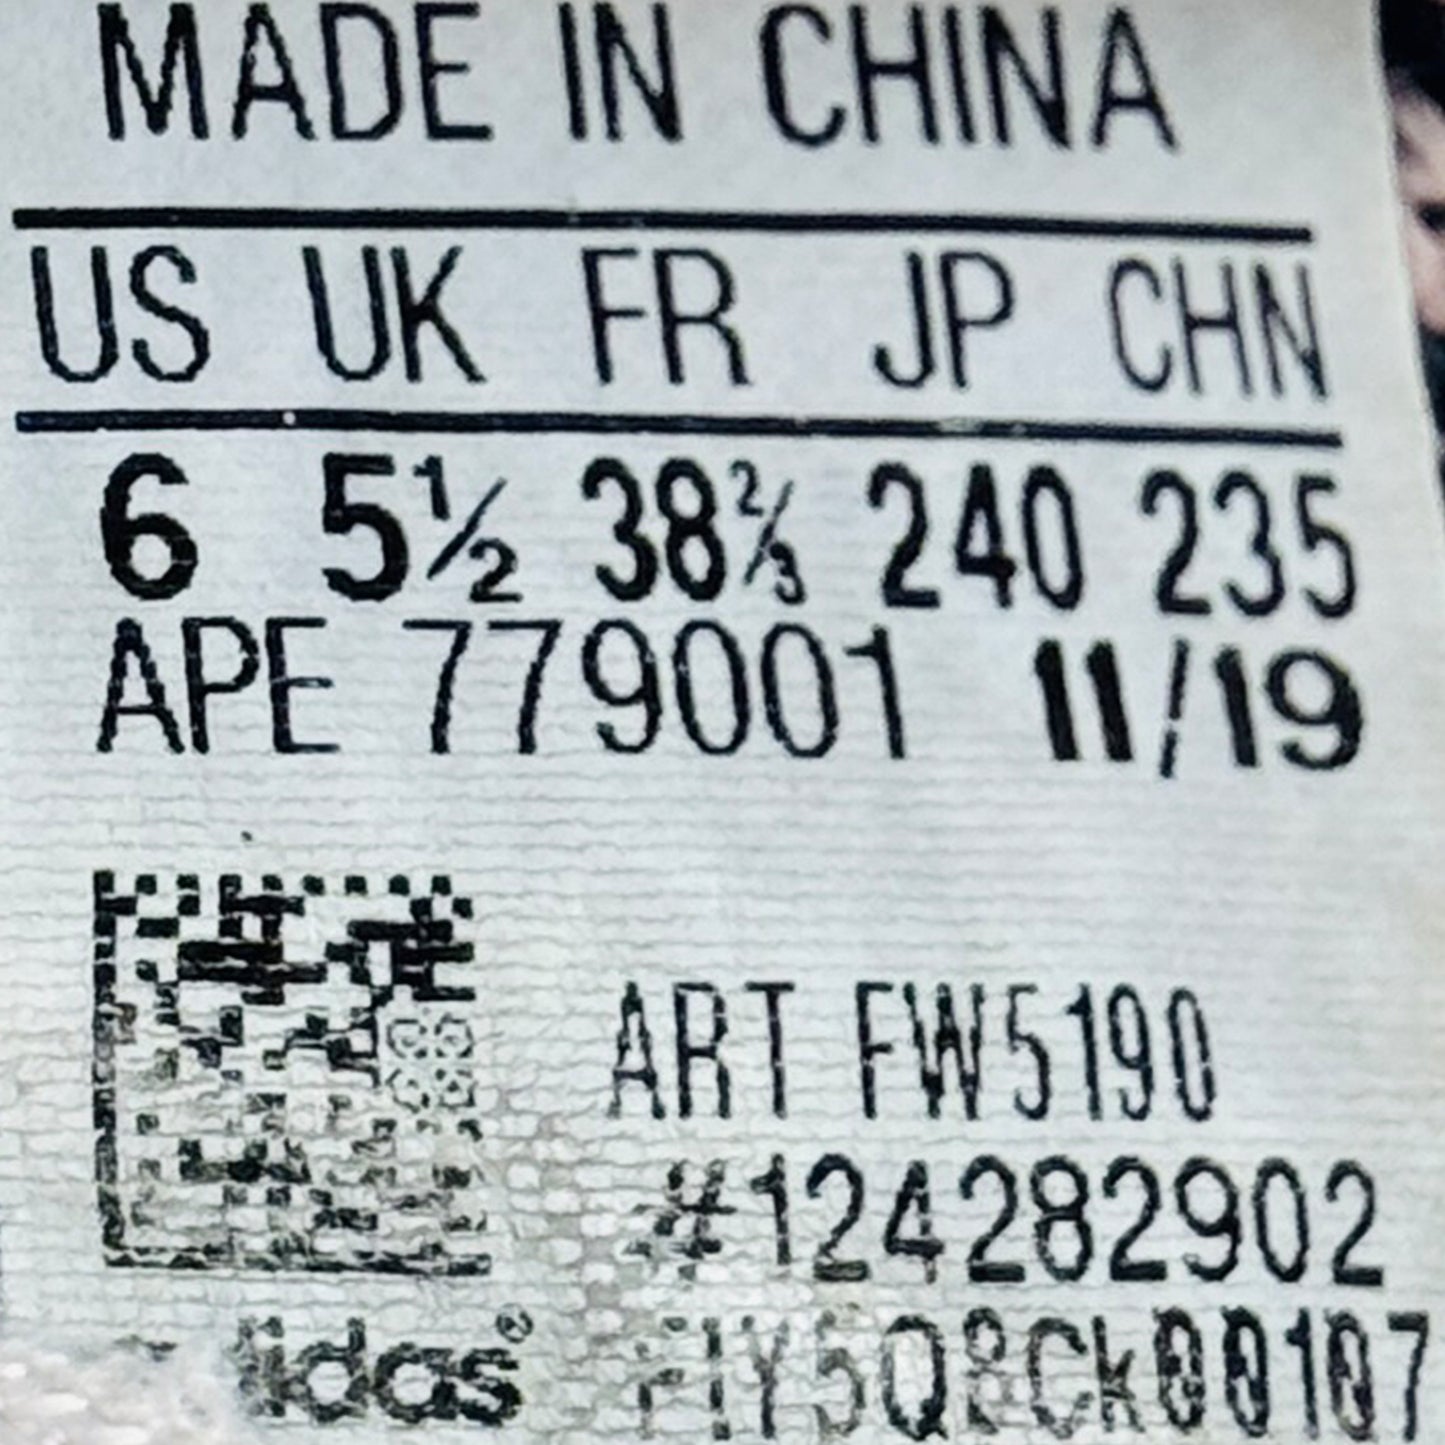 MADE IN CHINA
US UK FR JP CHN
6 5½ 38⅔ 240 235
APE 779001 11/19
ART FW5190
#124282902